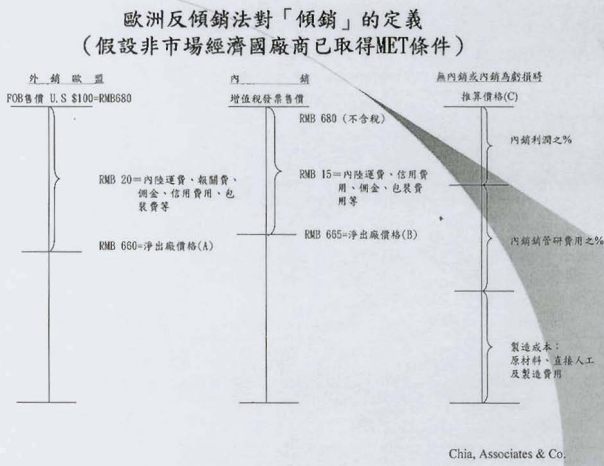 歐洲反傾銷法對「傾銷」的定義
(假設非市場經濟國廠商已取得MET條件)
外 銷 歐 盟
FOB售價 U.S $100=RMB680
RMB 20=內陸運費、報關費、
佣金、信用費用、包
裝費等
RMB 660=淨出廠價格(A)
內 銷
增值稅發票售價
RMB 680 (不含稅)
RMB 15=內陸運費、信用費
用、佣金、包裝費
用等
RMB 665=淨出廠價格(B)
無內銷或內銷為虧損時
推算價格(C)
內銷利潤之%
內銷銷管研費用之%
製造成本：
原材料、直接人工
及製造費用
Chia, Associates & Co.